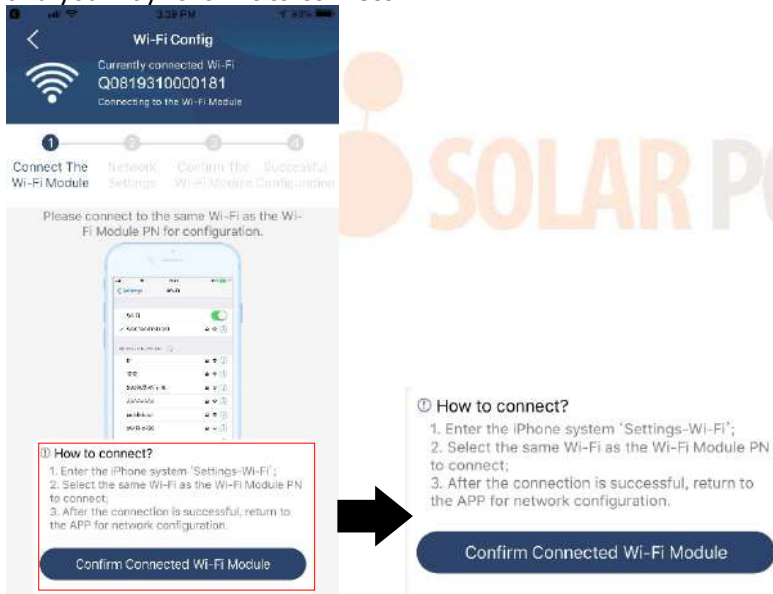 3:39 PM
Wi-Fi Config
Currently connected Wi-Fi
Q0819310000181
Connecting to the Wi-Fi Module
1
2
3
4
Connect The
Wi-Fi Module
Network
Settings
Confirm The
Wi-Fi Module
Successful
Configuration
Please connect to the same Wi-Fi as the Wi-
Fi Module PN for configuration.
Settings
Wi-Fi
How to connect?
1. Enter the iPhone system 'Settings-Wi-Fi';
2. Select the same Wi-Fi as the Wi-Fi Module PN
to connect;
3. After the connection is successful, return to
the APP for network configuration.
Confirm Connected Wi-Fi Module
SOLAR
How to connect?
1. Enter the iPhone system 'Settings-Wi-Fi';
2. Select the same Wi-Fi as the Wi-Fi Module PN
to connect;
3. After the connection is successful, return to
the APP for network configuration.
Confirm Connected Wi-Fi Module